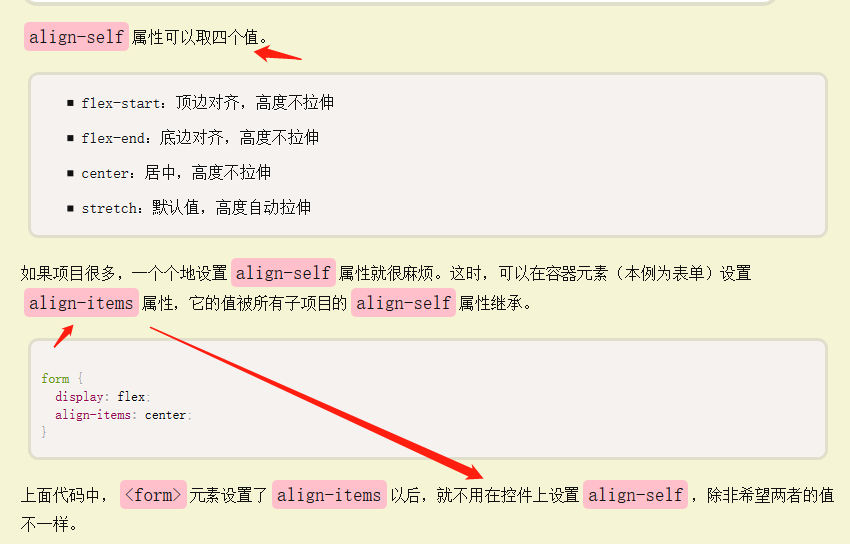 align-self 属性可以取四个值。
▪ flex-start：顶边对齐，高度不拉伸
▪ flex-end：底边对齐，高度不拉伸
▪ center：居中，高度不拉伸
▪ stretch：默认值，高度自动拉伸
如果项目很多，一个个地设置 align-self 属性就很麻烦。这时，可以在容器元素（本例为表单）设置
align-items 属性，它的值被所有子项目的 align-self 属性继承。
form {
  display: flex;
  align-items: center;
}
上面代码中，<form> 元素设置了 align-items 以后，就不用在控件上设置 align-self，除非希望两者的值
不一样。